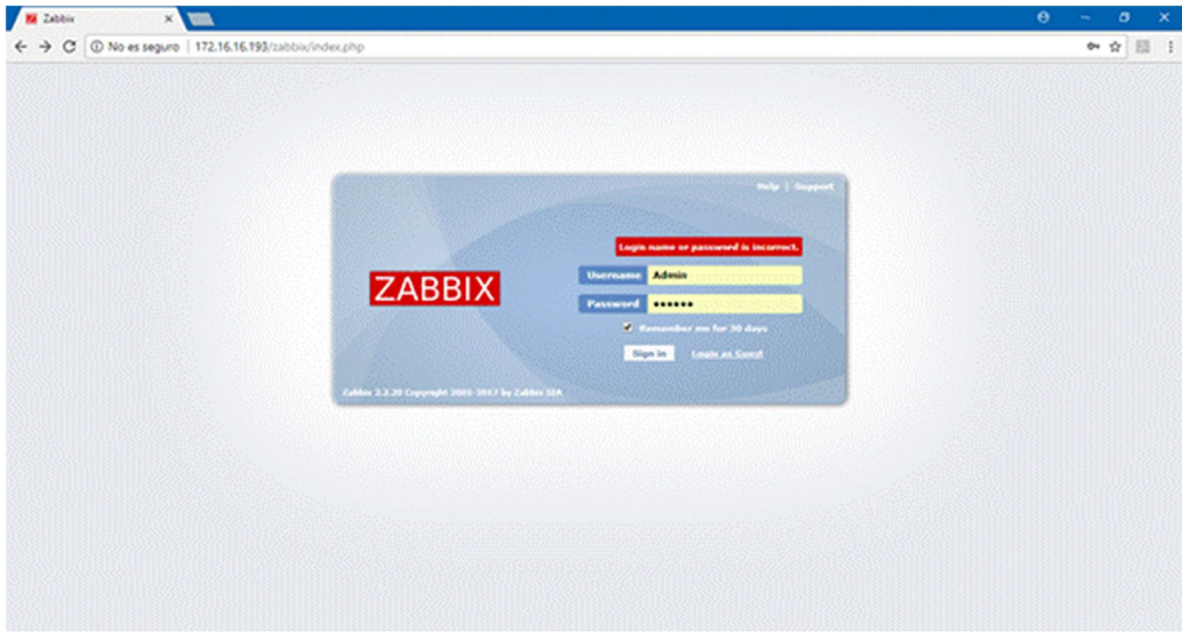 Zabbix
No es seguro | 172.16.16.193/zabbix/index.php
Help | Support
Login name or password is incorrect.
ZABBIX
Username Admin
Password ••••••
Remember me for 30 days
Sign in Login as Guest
Zabbix 2.2.20 Copyright 2001-2017 by Zabbix SIA